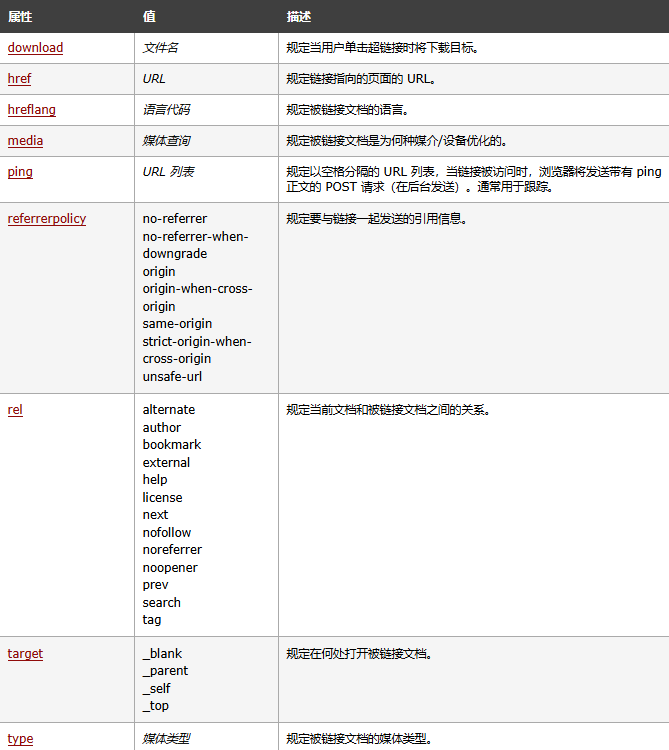 属性 值 描述
download 文件名 规定当用户单击超链接时将下载目标。
href URL 规定链接指向的页面的 URL。
hreflang 语言代码 规定被链接文档的语言。
media 媒体查询 规定被链接文档是为何种媒介/设备优化的。
ping URL 列表 规定以空格分隔的 URL 列表，当链接被访问时，浏览器将发送带有 ping
正文的 POST 请求（在后台发送）。通常用于跟踪。
referrerpolicy no-referrer 规定要与链接一起发送的引用信息。
no-referrer-when-
downgrade
origin
origin-when-cross-
origin
same-origin
strict-origin-when-
cross-origin
unsafe-url
rel alternate 规定当前文档和被链接文档之间的关系。
author
bookmark
external
help
license
next
nofollow
noreferrer
noopener
prev
search
tag
target _blank 规定在何处打开被链接文档。
_parent
_self
_top
type 媒体类型 规定被链接文档的媒体类型。